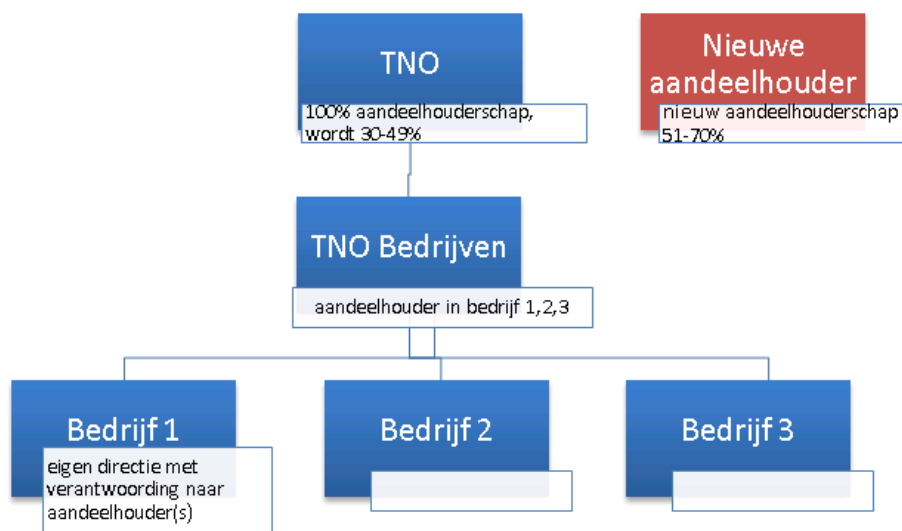 TNO
100% aandeelhouderschap,
wordt 30-49%
Nieuwe
aandeelhouder
nieuw aandeelhouderschap
51-70%
TNO Bedrijven
aandeelhouder in bedrijf 1,2,3
Bedrijf 1
eigen directie met
verantwoording naar
aandeelhouder(s)
Bedrijf 2
Bedrijf 3